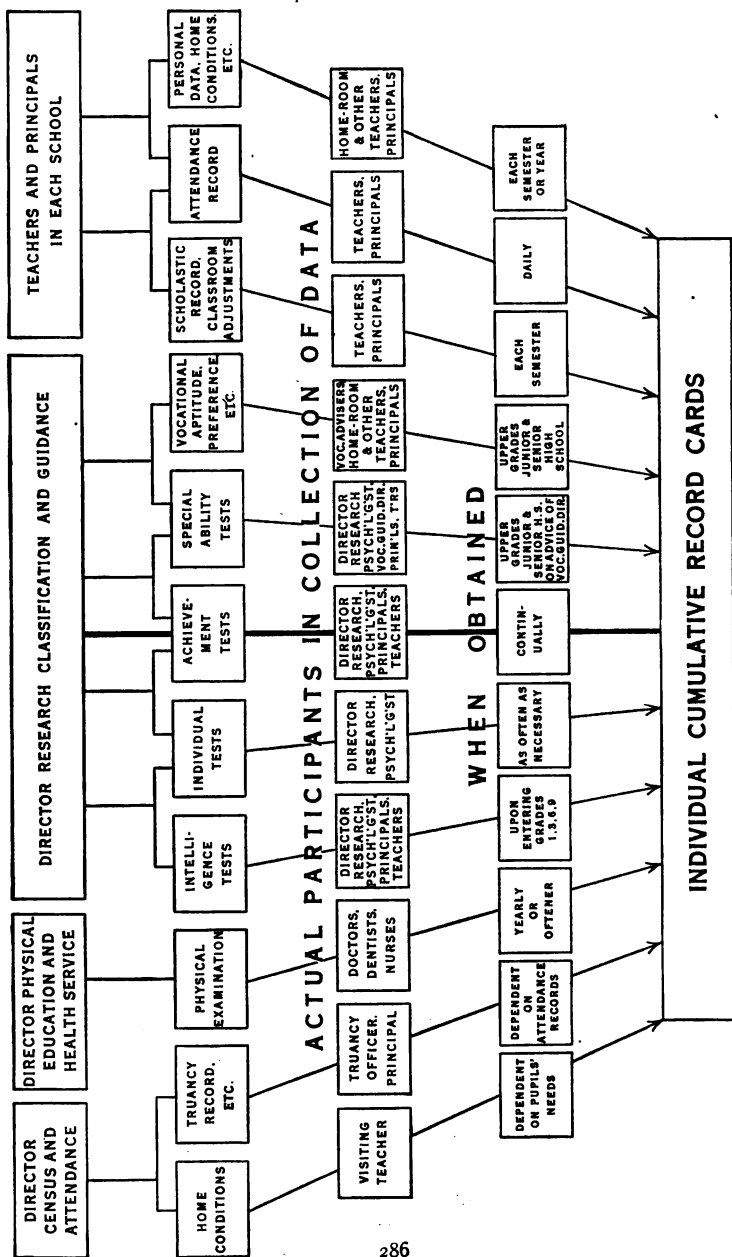 DIRECTOR
CENSUS AND
ATTENDANCE
DIRECTOR PHYSICAL
EDUCATION AND
HEALTH SERVICE
DIRECTOR RESEARCH CLASSIFICATION AND GUIDANCE
TEACHERS AND PRINCIPALS
IN EACH SCHOOL
HOME
CONDITIONS
TRUANCY
RECORD,
ETC.
PHYSICAL
EXAMINATION
INTELLI-
GENCE
TESTS
INDIVIDUAL
TESTS
ACHIEVE-
MENT
TESTS
SPECIAL
ABILITY
TESTS
VOCATIONAL
APTITUDE,
PREFERENCE,
ETC.
SCHOLASTIC
RECORD,
CLASSROOM
ADJUSTMENTS
ATTENDANCE
RECORD
PERSONAL
DATA, HOME
CONDITIONS,
ETC.
ACTUAL PARTICIPANTS IN COLLECTION OF DATA
VISITING
TEACHER
TRUANCY
OFFICER,
PRINCIPAL
DOCTORS,
DENTISTS,
NURSES
DIRECTOR
RESEARCH,
PSYCH'L'G'ST,
PRINCIPALS,
TEACHERS
DIRECTOR
RESEARCH,
PSYCH'L'G'ST
DIRECTOR
RESEARCH,
PSYCH'L'G'ST,
PRINCIPALS,
TEACHERS
DIRECTOR
RESEARCH
PSYCH'L'G'ST.
VOC.GUID.DIR.
PRIN'LS. T'RS
VOC.ADVISERS
HOME-ROOM
& OTHER
TEACHERS,
PRINCIPALS
TEACHERS,
PRINCIPALS
TEACHERS,
PRINCIPALS
HOME-ROOM
& OTHER
TEACHERS,
PRINCIPALS
WHEN OBTAINED
DEPENDENT
ON PUPILS'
NEEDS
DEPENDENT
ON
ATTENDANCE
RECORDS
YEARLY
OR
OFTENER
UPON
ENTERING
GRADES
1,3,6,9
AS OFTEN AS
NECESSARY
CONTIN-
UALLY
UPPER
GRADES
JUNIOR &
SENIOR H.S.
ON ADVICE OF
VOC.GUID.DIR.
UPPER
GRADES
JUNIOR &
SENIOR
HIGH
SCHOOL
EACH
SEMESTER
DAILY
EACH
SEMESTER
OR YEAR
INDIVIDUAL CUMULATIVE RECORD CARDS
286